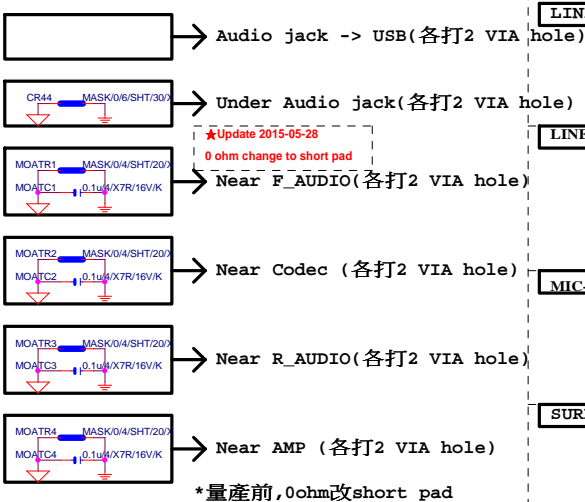 LIN
Audio jack -> USB(各打2 VIA hole)
CR44 MASK/0/6/SHT/30/X
Under Audio jack(各打2 VIA hole)
★Update 2015-05-28
0 ohm change to short pad
LINE
MOATR1 MASK/0/4/SHT/20/X
MOATC1 0.1u/4/X7R/16V/K
Near F_AUDIO(各打2 VIA hole)
MOATR2 MASK/0/4/SHT/20/X
MOATC2 0.1u/4/X7R/16V/K
Near Codec (各打2 VIA hole)
MIC-
MOATR3 MASK/0/4/SHT/20/X
MOATC3 0.1u/4/X7R/16V/K
Near R_AUDIO(各打2 VIA hole)
SURR
MOATR4 MASK/0/4/SHT/20/X
MOATC4 0.1u/4/X7R/16V/K
Near AMP (各打2 VIA hole)
*量產前,0ohm改short pad